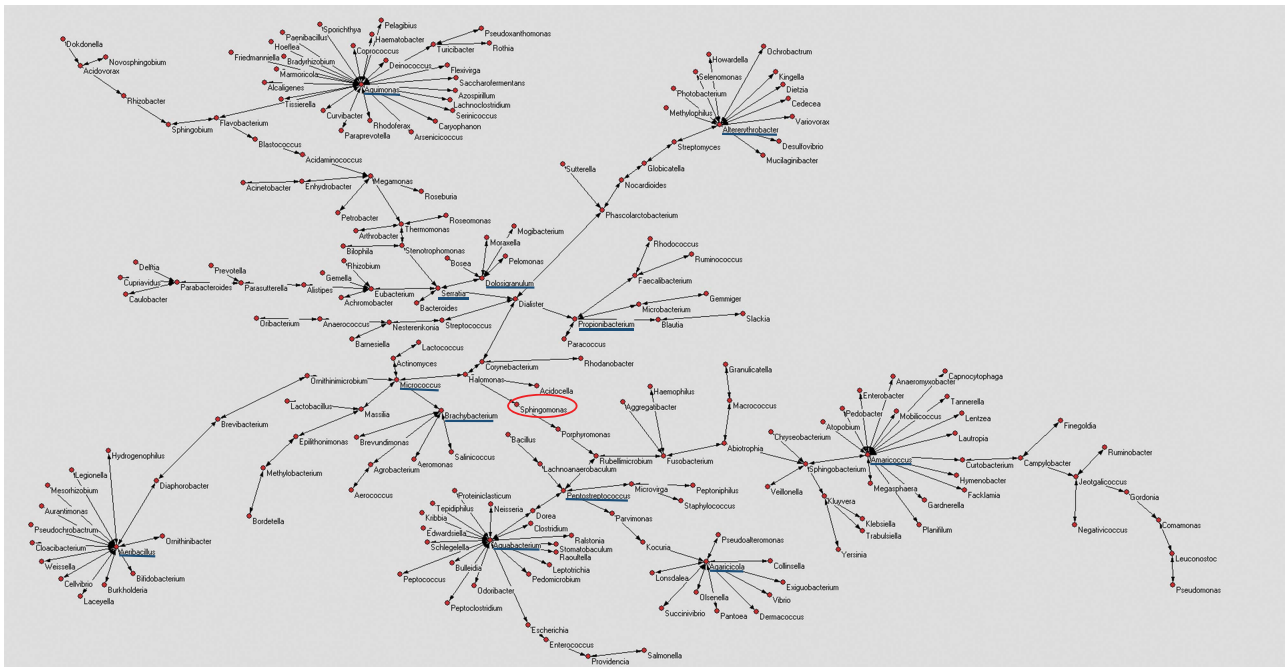 Dokdonella
Novosphingobium
Acidovorax
Rhizobacter
Sphingobium
Flavobacterium
Blastococcus
Acidaminococcus
Sporichthya
Pelagibius
Paenibacillus
Haematobacter
Pseudoxanthomonas
Hoeflea
Coprococcus
Turicibacter
Rothia
Friedmanniella
Bradyrhizobium
Deinococcus
Flexivirga
Marmoricola
Saccharofermentans
Alcaligenes
Aquimonas
Azospirillum
Tissierella
Lachnoclostridium
Curvibacter
Serinicoccus
Rhodoferax
Caryophanon
Paraprevotella
Arsenicicoccus
Ochrobactrum
Howardella
Selenomonas
Kingella
Photobacterium
Dietzia
Cedecea
Methylophilus
Variovorax
Altererythrobacter
Desulfovibrio
Mucilaginibacter
Streptomyces
Globicatella
Sutterella
Nocardioides
Phascolarctobacterium
Acinetobacter
Enhydrobacter
Megamonas
Roseburia
Petrobacter
Roseomonas
Arthrobacter
Thermomonas
Bilophila
Stenotrophomonas
Mogibacterium
Moraxella
Bosea
Pelomonas
Dolosigranulum
Rhizobium
Gemella
Eubacterium
Serratia
Achromobacter
Bacteroides
Delftia
Prevotella
Cupriavidus
Parabacteroides
Parasutterella
Alistipes
Caulobacter
Dialister
Rhodococcus
Ruminococcus
Faecalibacterium
Gemmiger
Microbacterium
Propionibacterium
Blautia
Slackia
Paracoccus
Oribacterium
Anaerococcus
Nesterenkonia
Streptococcus
Barnesiella
Lactococcus
Actinomyces
Corynebacterium
Rhodanobacter
Ornithinimicrobium
Micrococcus
Halomonas
Acidocella
Sphingomonas
Lactobacillus
Massilia
Brachybacterium
Porphyromonas
Brevibacterium
Epilithonimonas
Brevundimonas
Salinicoccus
Agrobacterium
Aeromonas
Methylobacterium
Aerococcus
Bordetella
Hydrogenophilus
Legionella
Diaphorobacter
Mesorhizobium
Aurantimonas
Pseudochrobactrum
Ornithinibacter
Cloacibacterium
Aeribacillus
Weissella
Bifidobacterium
Cellvibrio
Burkholderia
Laceyella
Granulicatella
Haemophilus
Aggregatibacter
Macrococcus
Bacillus
Lachnoanaerobaculum
Rubellimicrobium
Fusobacterium
Abiotrophia
Peptostreptococcus
Microvirga
Peptoniphilus
Staphylococcus
Parvimonas
Proteiniclasticum
Tepidiphilus
Neisseria
Dorea
Kribbia
Clostridium
Edwardsiella
Ralstonia
Schlegelella
Aquabacterium
Stomatobaculum
Raoultella
Bulleidia
Leptotrichia
Peptococcus
Pedomicrobium
Odoribacter
Peptoclostridium
Escherichia
Enterococcus
Providencia
Salmonella
Kocuria
Pseudoalteromonas
Agaricicola
Collinsella
Lonsdalea
Exiguobacterium
Olsenella
Vibrio
Succinivibrio
Pantoea
Dermacoccus
Capnocytophaga
Anaeromyxobacter
Enterobacter
Tannerella
Pedobacter
Mobilicoccus
Lentzea
Atopobium
Lautropia
Chryseobacterium
Amaricoccus
Curtobacterium
Sphingobacterium
Hymenobacter
Megasphaera
Facklamia
Veillonella
Gardnerella
Kluyvera
Klebsiella
Planifilum
Trabulsiella
Yersinia
Finegoldia
Campylobacter
Ruminobacter
Jeotgalicoccus
Gordonia
Negativicoccus
Comamonas
Leuconostoc
Pseudomonas